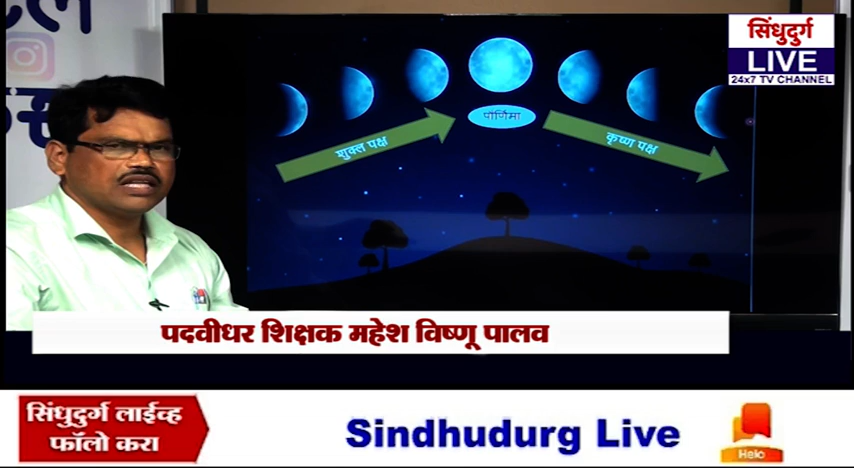 सिंधुदुर्ग
LIVE
24x7 TV CHANNEL
पौर्णिमा
शुक्ल पक्ष
कृष्ण पक्ष
पदवीधर शिक्षक महेश विष्णू पालव
सिंधुदुर्ग लाईव्ह
फॉलो करा
Sindhudurg Live
Helo